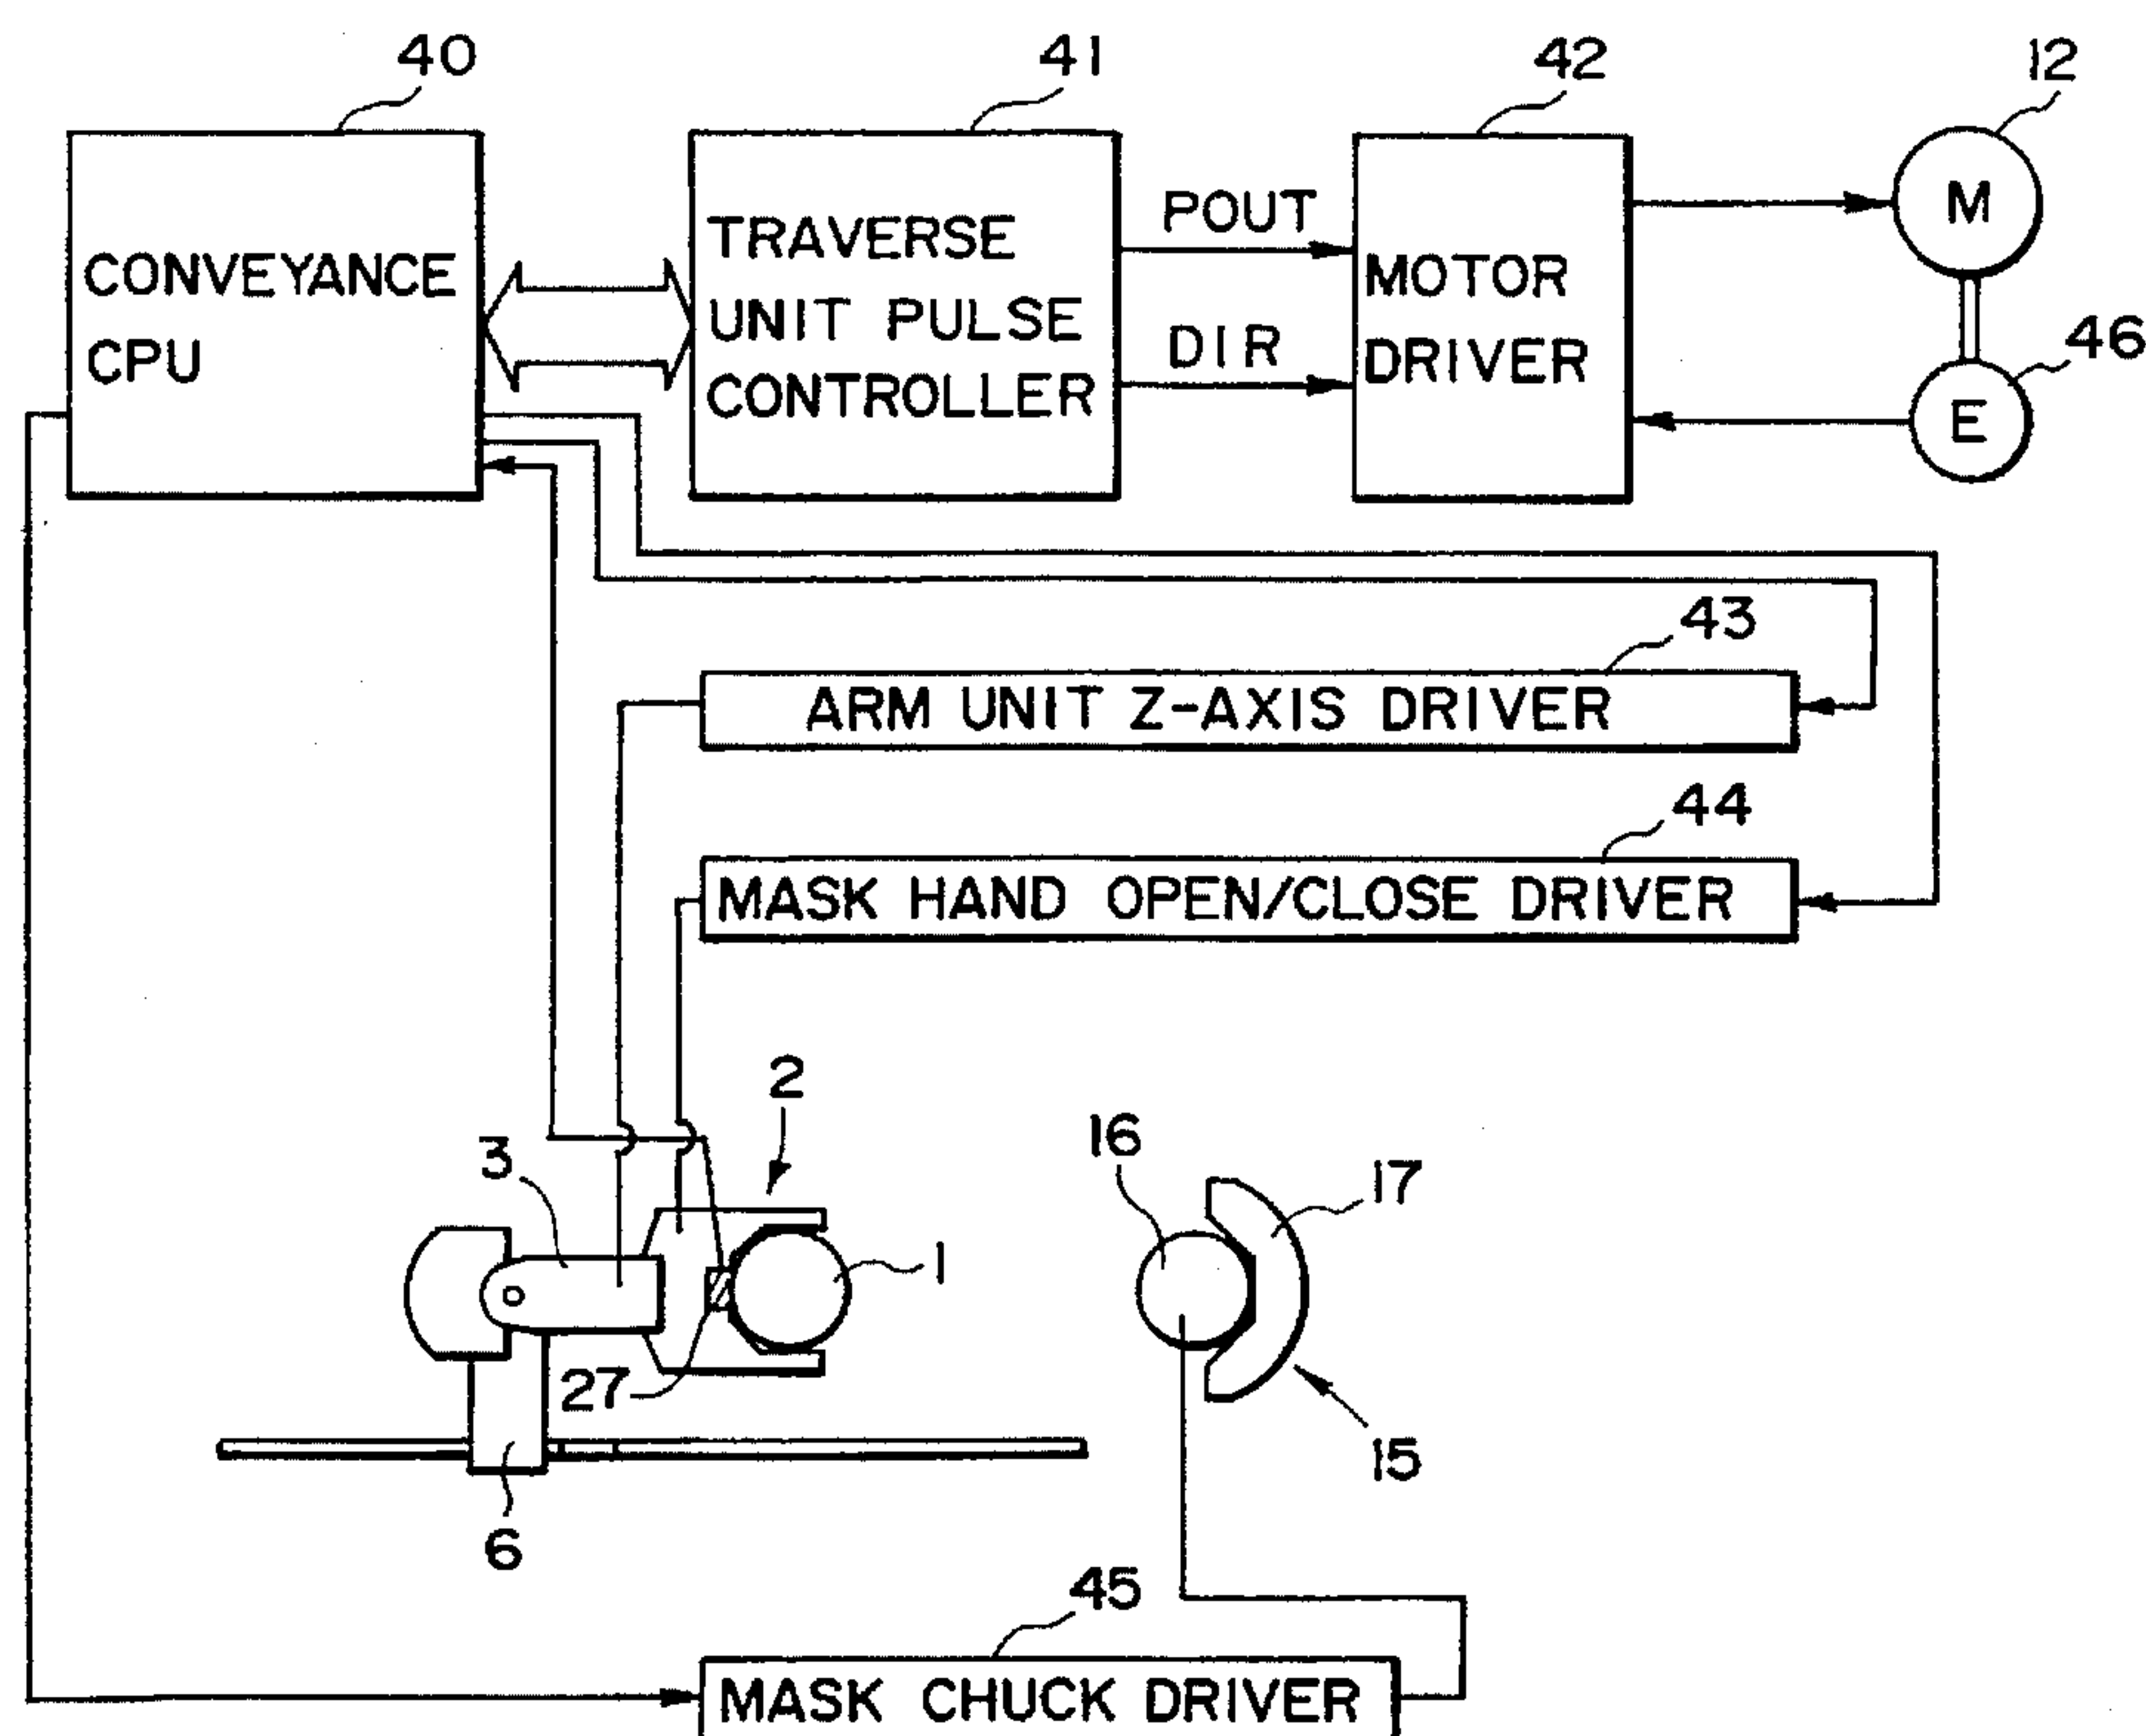 40
41
42
12
CONVEYANCE
CPU
TRAVERSE
UNIT PULSE
CONTROLLER
POUT
DIR
MOTOR
DRIVER
M
46
E
43
ARM UNIT Z-AXIS DRIVER
44
MASK HAND OPEN/CLOSE DRIVER
2
16
3
17
1
27
15
6
45
MASK CHUCK DRIVER